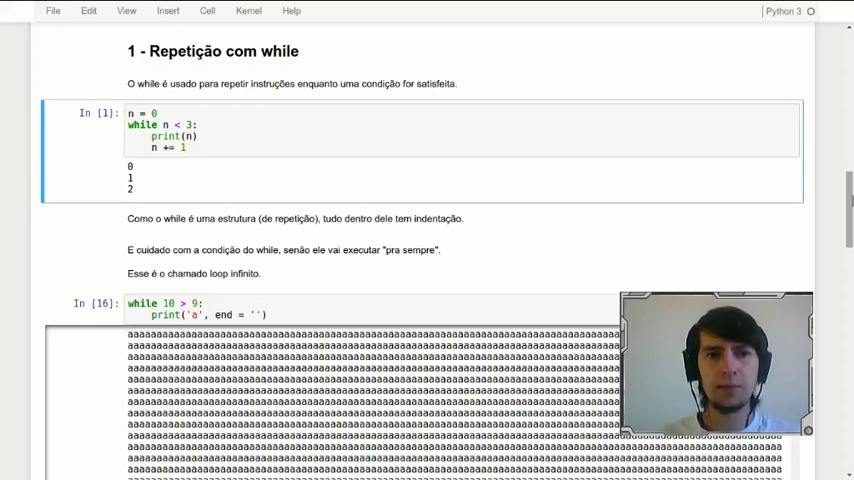 File Edit View Insert Cell Kernel Help Python 3
1 - Repetição com while
O while é usado para repetir instruções enquanto uma condição for satisfeita.
In [1]:
n = 0
while n < 3:
print(n)
n += 1
0
1
2
Como o while é uma estrutura (de repetição), tudo dentro dele tem indentação.
E cuidado com a condição do while, senão ele vai executar "pra sempre".
Esse é o chamado loop infinito.
In [16]:
while 10 > 9:
print('a', end = '')